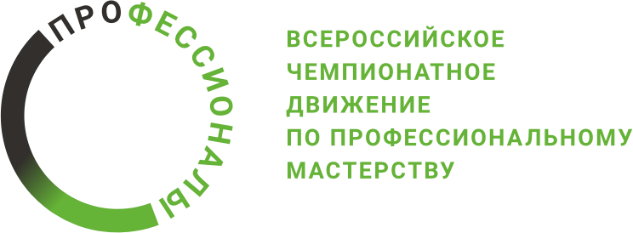 ПРОФЕССИОНАЛЫ
ВСЕРОССИЙСКОЕ
ЧЕМПИОНАТНОЕ
ДВИЖЕНИЕ
ПО ПРОФЕССИОНАЛЬНОМУ
МАСТЕРСТВУ